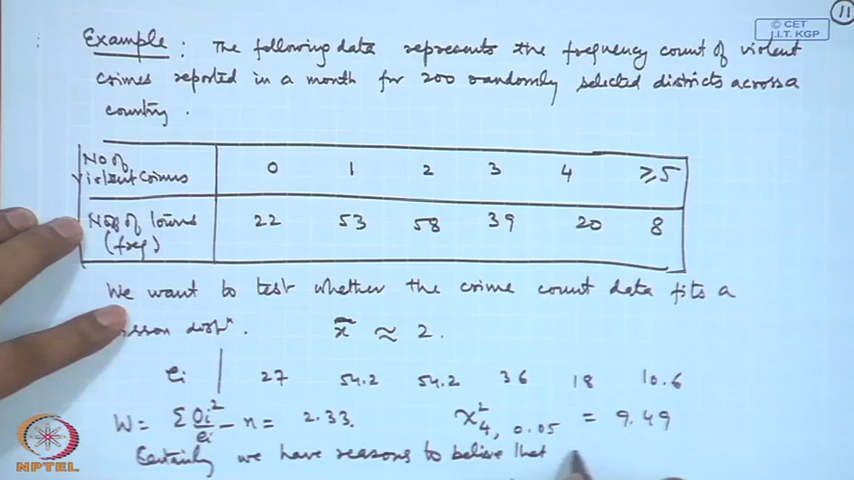 11
© CET
I.I.T. KGP
Example : The following data represents the frequency count of violent
crimes reported in a month for 200 randomly selected districts across a
country .
No of violent crimes 0 1 2 3 4 ≥5
No of towns (freq) 22 53 58 39 20 8
We want to test whether the crime count data fits a
isson distⁿ. x̄ ≈ 2.
ei | 27 54.2 54.2 36 18 10.6
W = Σ Oi²/ei - n = 2.33. χ²4, 0.05 = 9.49
Certainly we have reasons to believe that
NPTEL